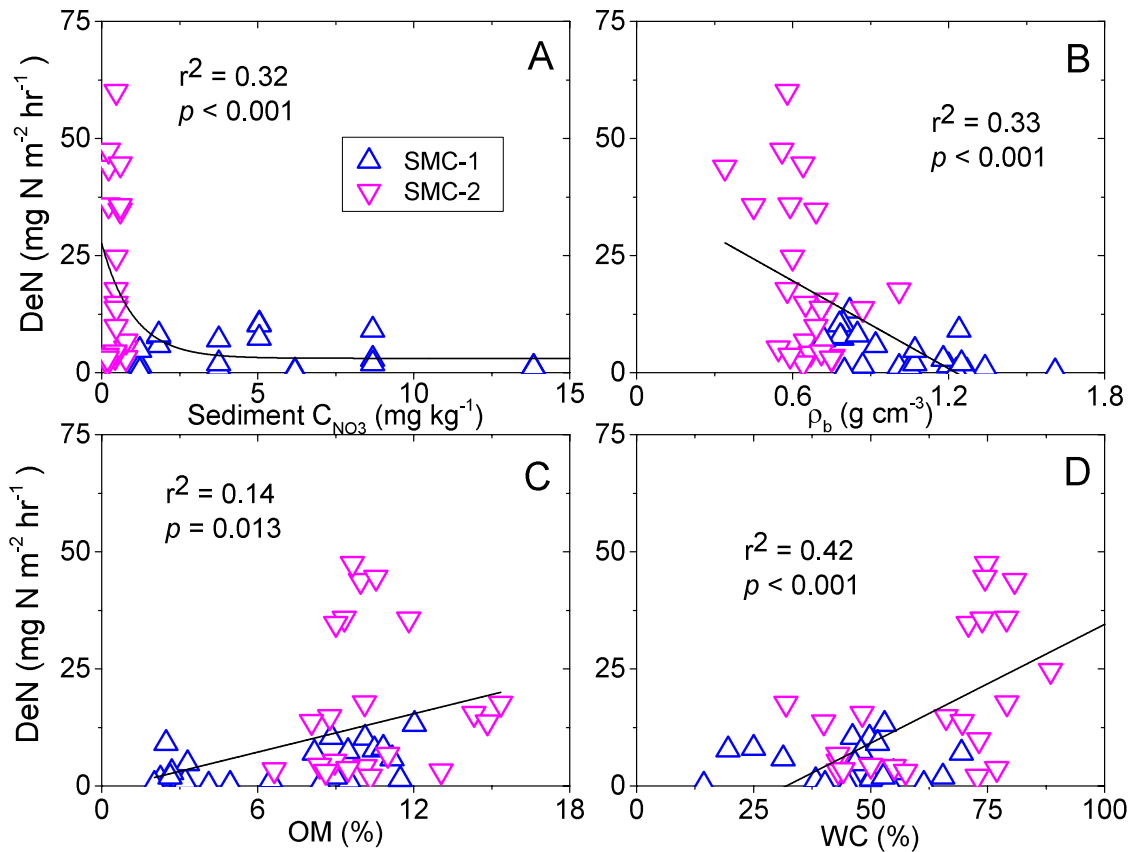 75
50
25
0
DeN (mg N m⁻² hr⁻¹)
r² = 0.32
p < 0.001
A
SMC-1
SMC-2
0 5 10 15
Sediment C_NO3 (mg kg⁻¹)
75
50
25
0
B
r² = 0.33
p < 0.001
0 0.6 1.2 1.8
ρ_b (g cm⁻³)
75
50
25
0
DeN (mg N m⁻² hr⁻¹)
r² = 0.14
p = 0.013
C
0 6 12 18
OM (%)
75
50
25
0
D
r² = 0.42
p < 0.001
0 25 50 75 100
WC (%)